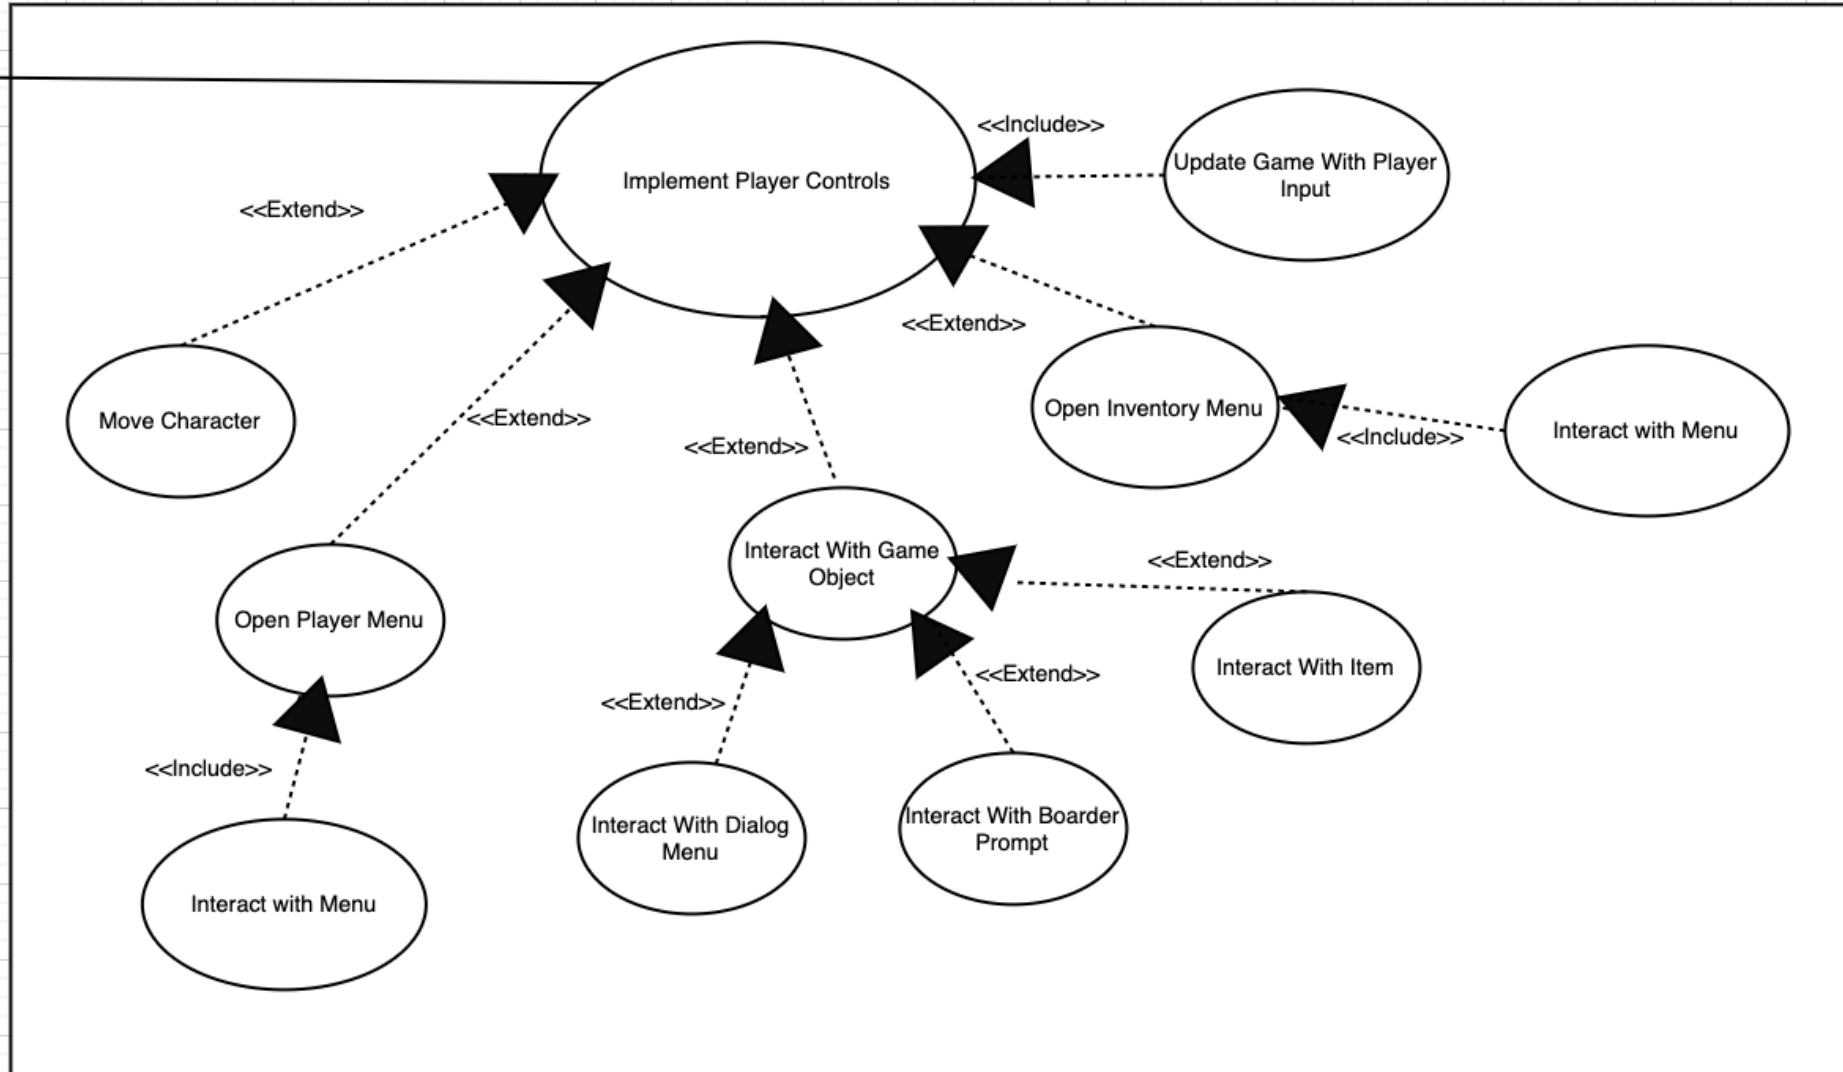 <<Include>>
Update Game With Player
Input
Implement Player Controls
<<Extend>>
<<Extend>>
Open Inventory Menu
<<Include>>
Interact with Menu
Move Character
<<Extend>>
<<Extend>>
Interact With Game
Object
<<Extend>>
Interact With Item
Open Player Menu
<<Extend>>
<<Extend>>
<<Include>>
Interact With Dialog
Menu
Interact With Boarder
Prompt
Interact with Menu